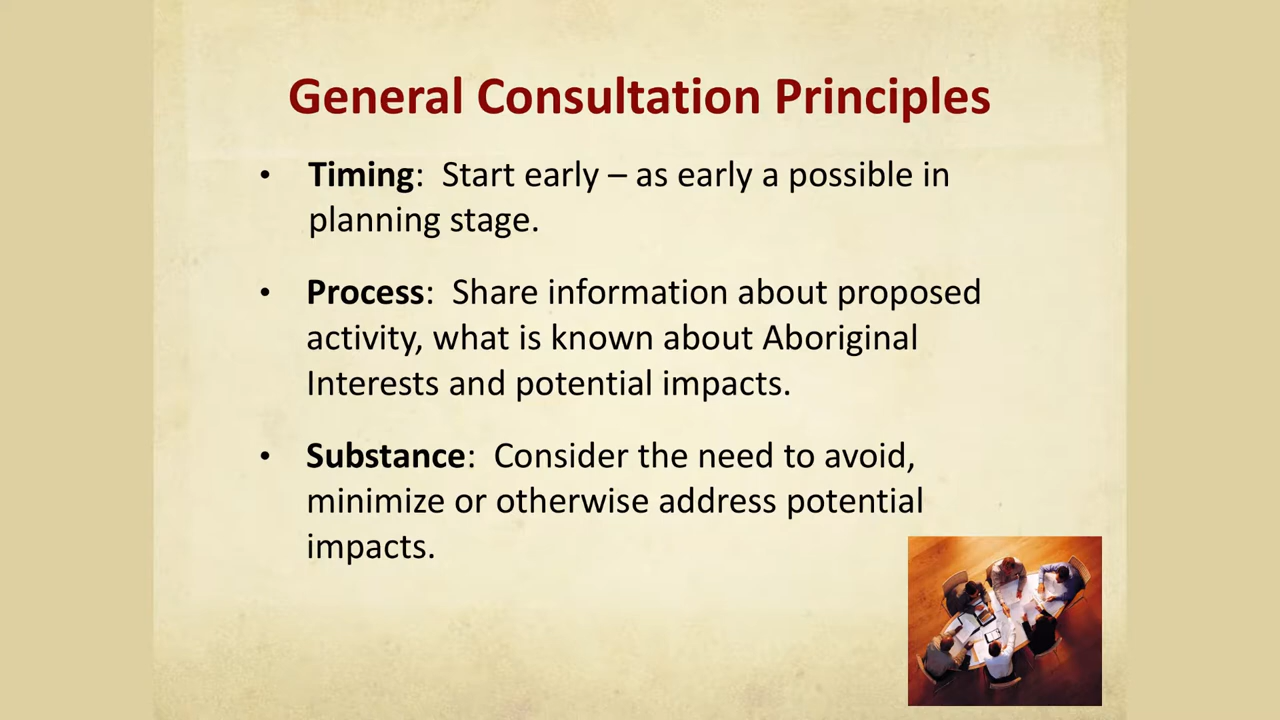 General Consultation Principles
• Timing: Start early – as early a possible in
planning stage.
• Process: Share information about proposed
activity, what is known about Aboriginal
Interests and potential impacts.
• Substance: Consider the need to avoid,
minimize or otherwise address potential
impacts.